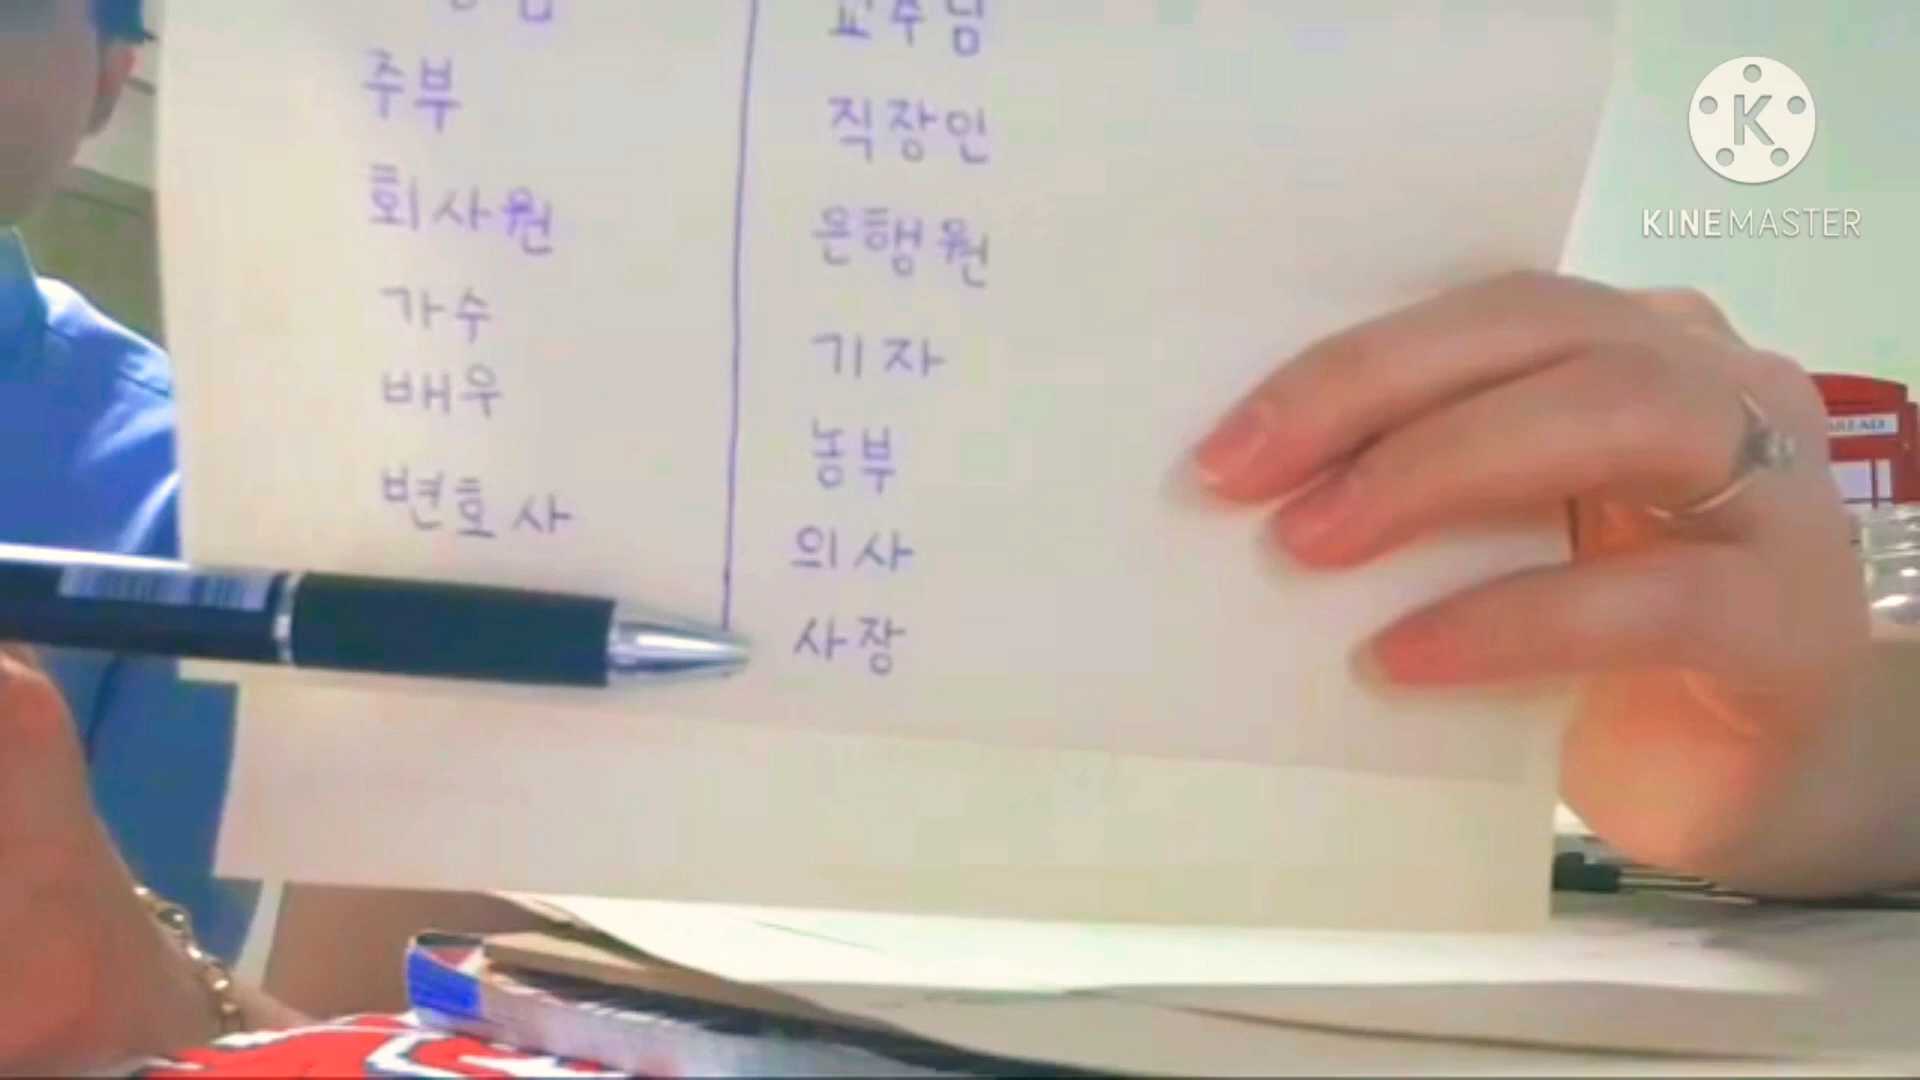 주부
회사원
가수
배우
변호사
교수님
직장인
은행원
기자
농부
의사
사장
KINEMASTER